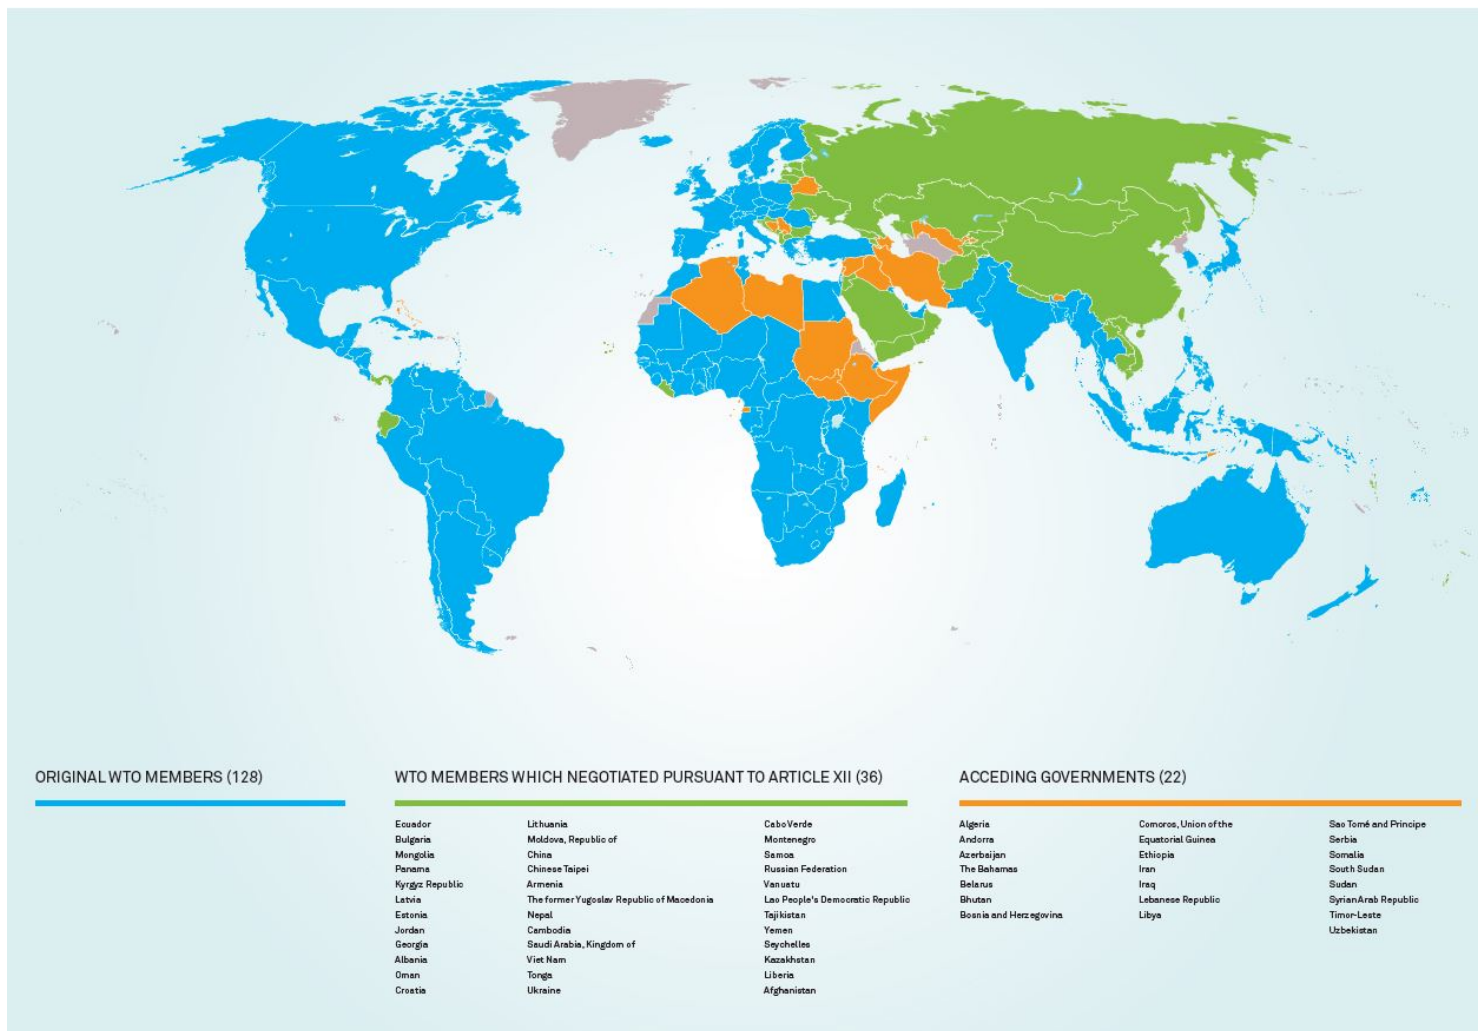 ORIGINAL WTO MEMBERS (128)
WTO MEMBERS WHICH NEGOTIATED PURSUANT TO ARTICLE XII (36)
Ecuador
Bulgaria
Mongolia
Panama
Kyrgyz Republic
Latvia
Estonia
Jordan
Georgia
Albania
Oman
Croatia
Lithuania
Moldova, Republic of
China
Chinese Taipei
Armenia
The former Yugoslav Republic of Macedonia
Nepal
Cambodia
Saudi Arabia, Kingdom of
Viet Nam
Tonga
Ukraine
Cabo Verde
Montenegro
Samoa
Russian Federation
Vanuatu
Lao People's Democratic Republic
Tajikistan
Yemen
Seychelles
Kazakhstan
Liberia
Afghanistan
ACCEDING GOVERNMENTS (22)
Algeria
Andorra
Azerbaijan
The Bahamas
Belarus
Bhutan
Bosnia and Herzegovina
Comoros, Union of the
Equatorial Guinea
Ethiopia
Iran
Iraq
Lebanese Republic
Libya
Sao Tomé and Principe
Serbia
Somalia
South Sudan
Sudan
Syrian Arab Republic
Timor-Leste
Uzbekistan